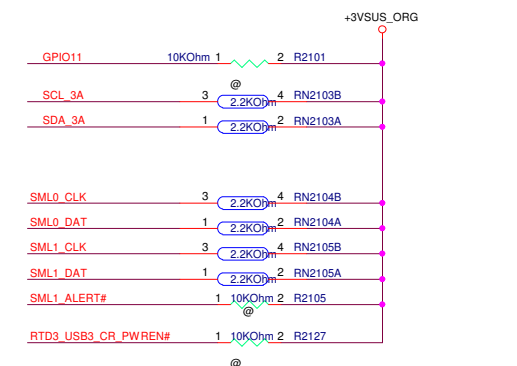 +3VSUS_ORG
GPIO11 10KOhm 1 2 R2101
@
SCL_3A 3 2.2KOhm 4 RN2103B
SDA_3A 1 2.2KOhm 2 RN2103A
SML0_CLK 3 2.2KOhm 4 RN2104B
SML0_DAT 1 2.2KOhm 2 RN2104A
SML1_CLK 3 2.2KOhm 4 RN2105B
SML1_DAT 1 2.2KOhm 2 RN2105A
SML1_ALERT# 1 10KOhm 2 R2105
@
RTD3_USB3_CR_PWREN# 1 10KOhm 2 R2127
@